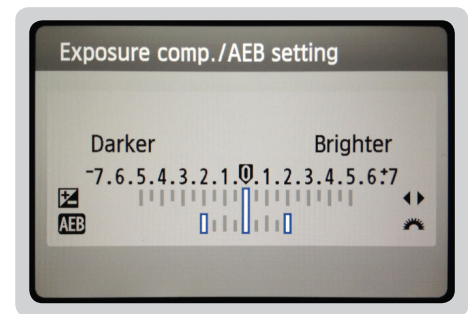 Exposure comp./AEB setting
Darker Brighter
-7.6.5.4.3.2.1.0.1.2.3.4.5.6.+7
AEB